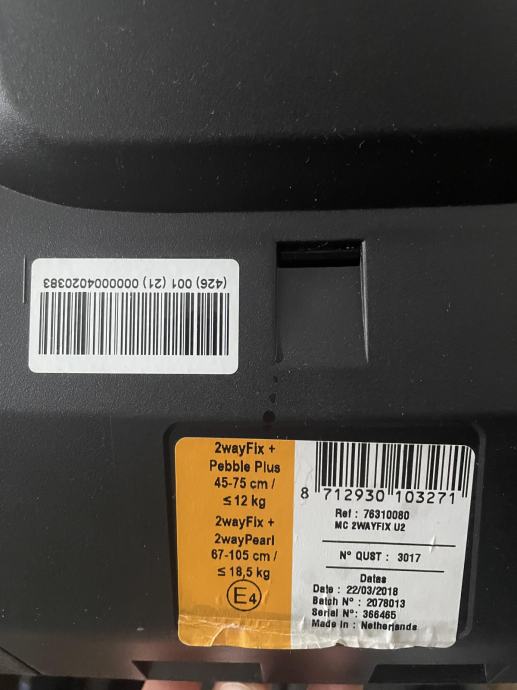 (426) 001 (21) 00000004020383
2wayFix +
Pebble Plus
45-75 cm /
≤ 12 kg
2wayFix +
2wayPearl
67-105 cm /
≤ 18,5 kg
E4
8 712930 103271
Ref : 76310080
MC 2WAYFIX U2
N° QUST : 3017
Datas
Date : 22/03/2018
Batch N° : 2078013
Serial N° : 366465
Made in : Netherlands